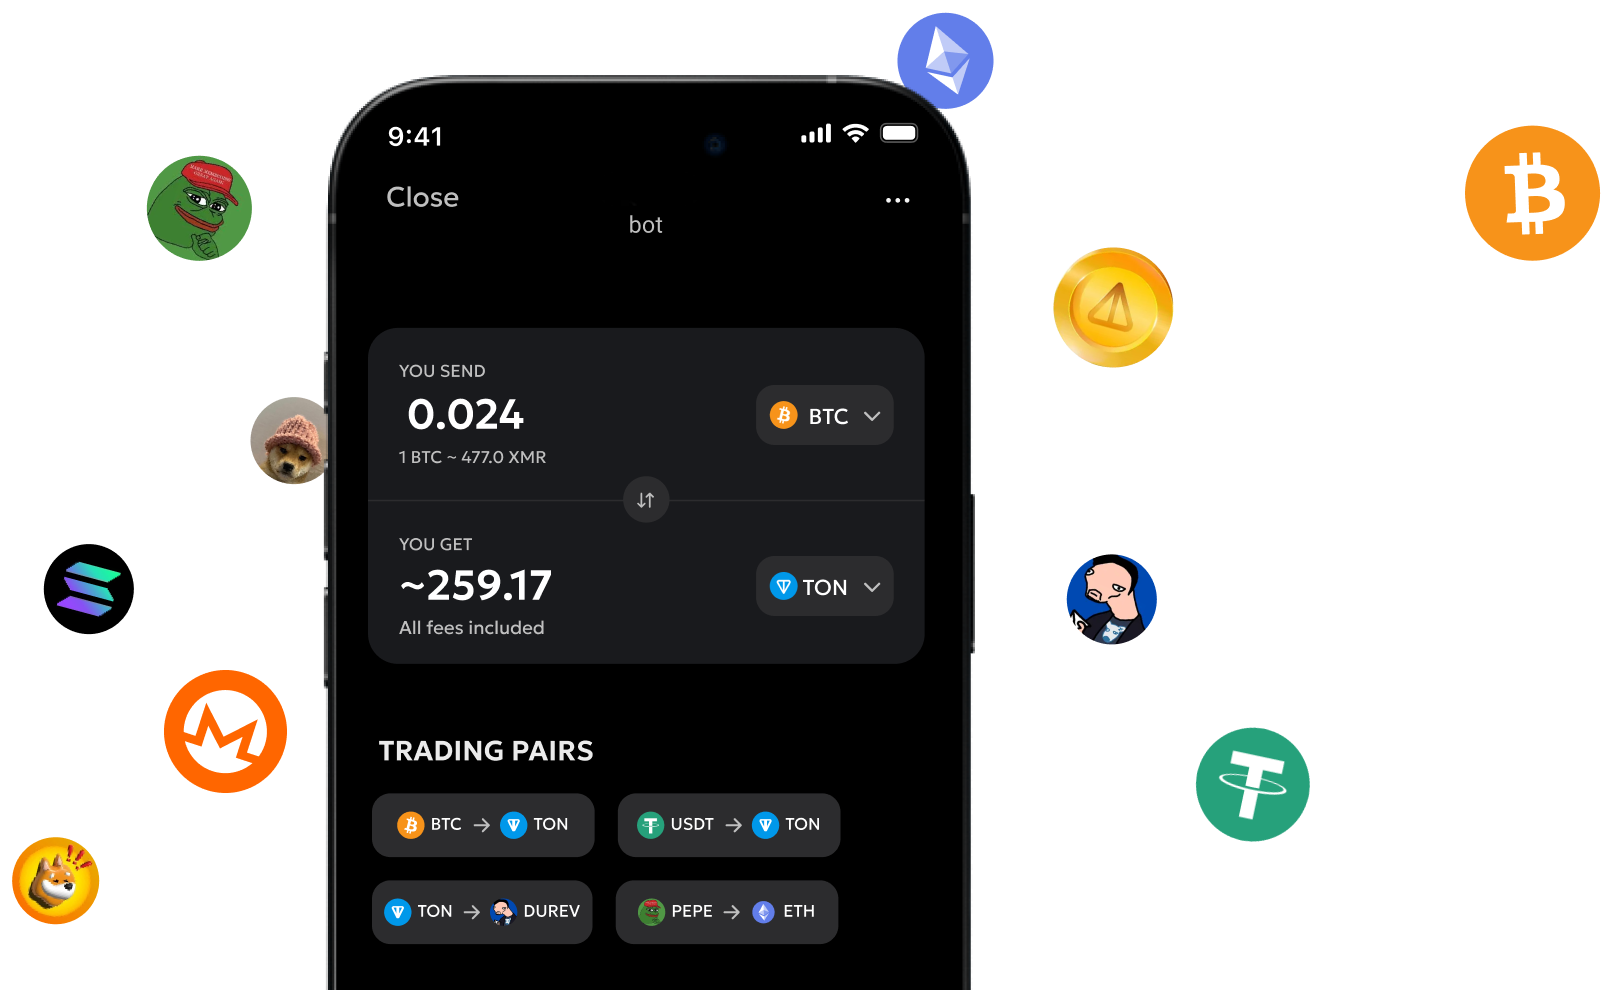 9:41
Close
bot
YOU SEND
0.024
BTC
1 BTC ~ 477.0 XMR
YOU GET
~259.17
TON
All fees included
TRADING PAIRS
BTC → TON
USDT → TON
TON → DUREV
PEPE → ETH